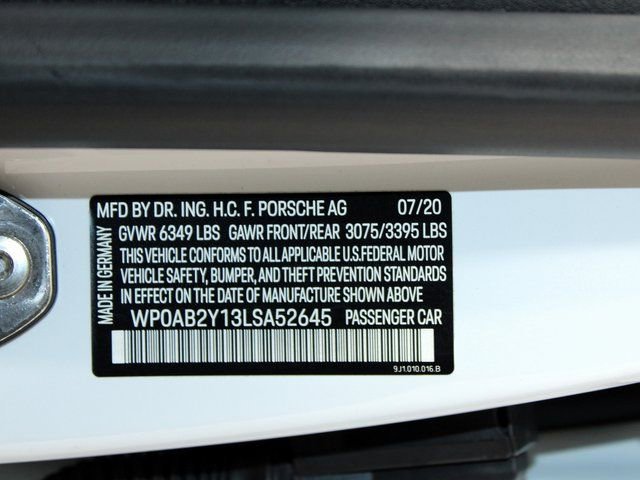 MADE IN GERMANY
MFD BY DR. ING. H.C. F. PORSCHE AG 07/20
GVWR 6349 LBS GAWR FRONT/REAR 3075/3395 LBS
THIS VEHICLE CONFORMS TO ALL APPLICABLE U.S.FEDERAL MOTOR
VEHICLE SAFETY, BUMPER, AND THEFT PREVENTION STANDARDS
IN EFFECT ON THE DATE OF MANUFACTURE SHOWN ABOVE
WP0AB2Y13LSA52645 PASSENGER CAR
9J1.010.016.B